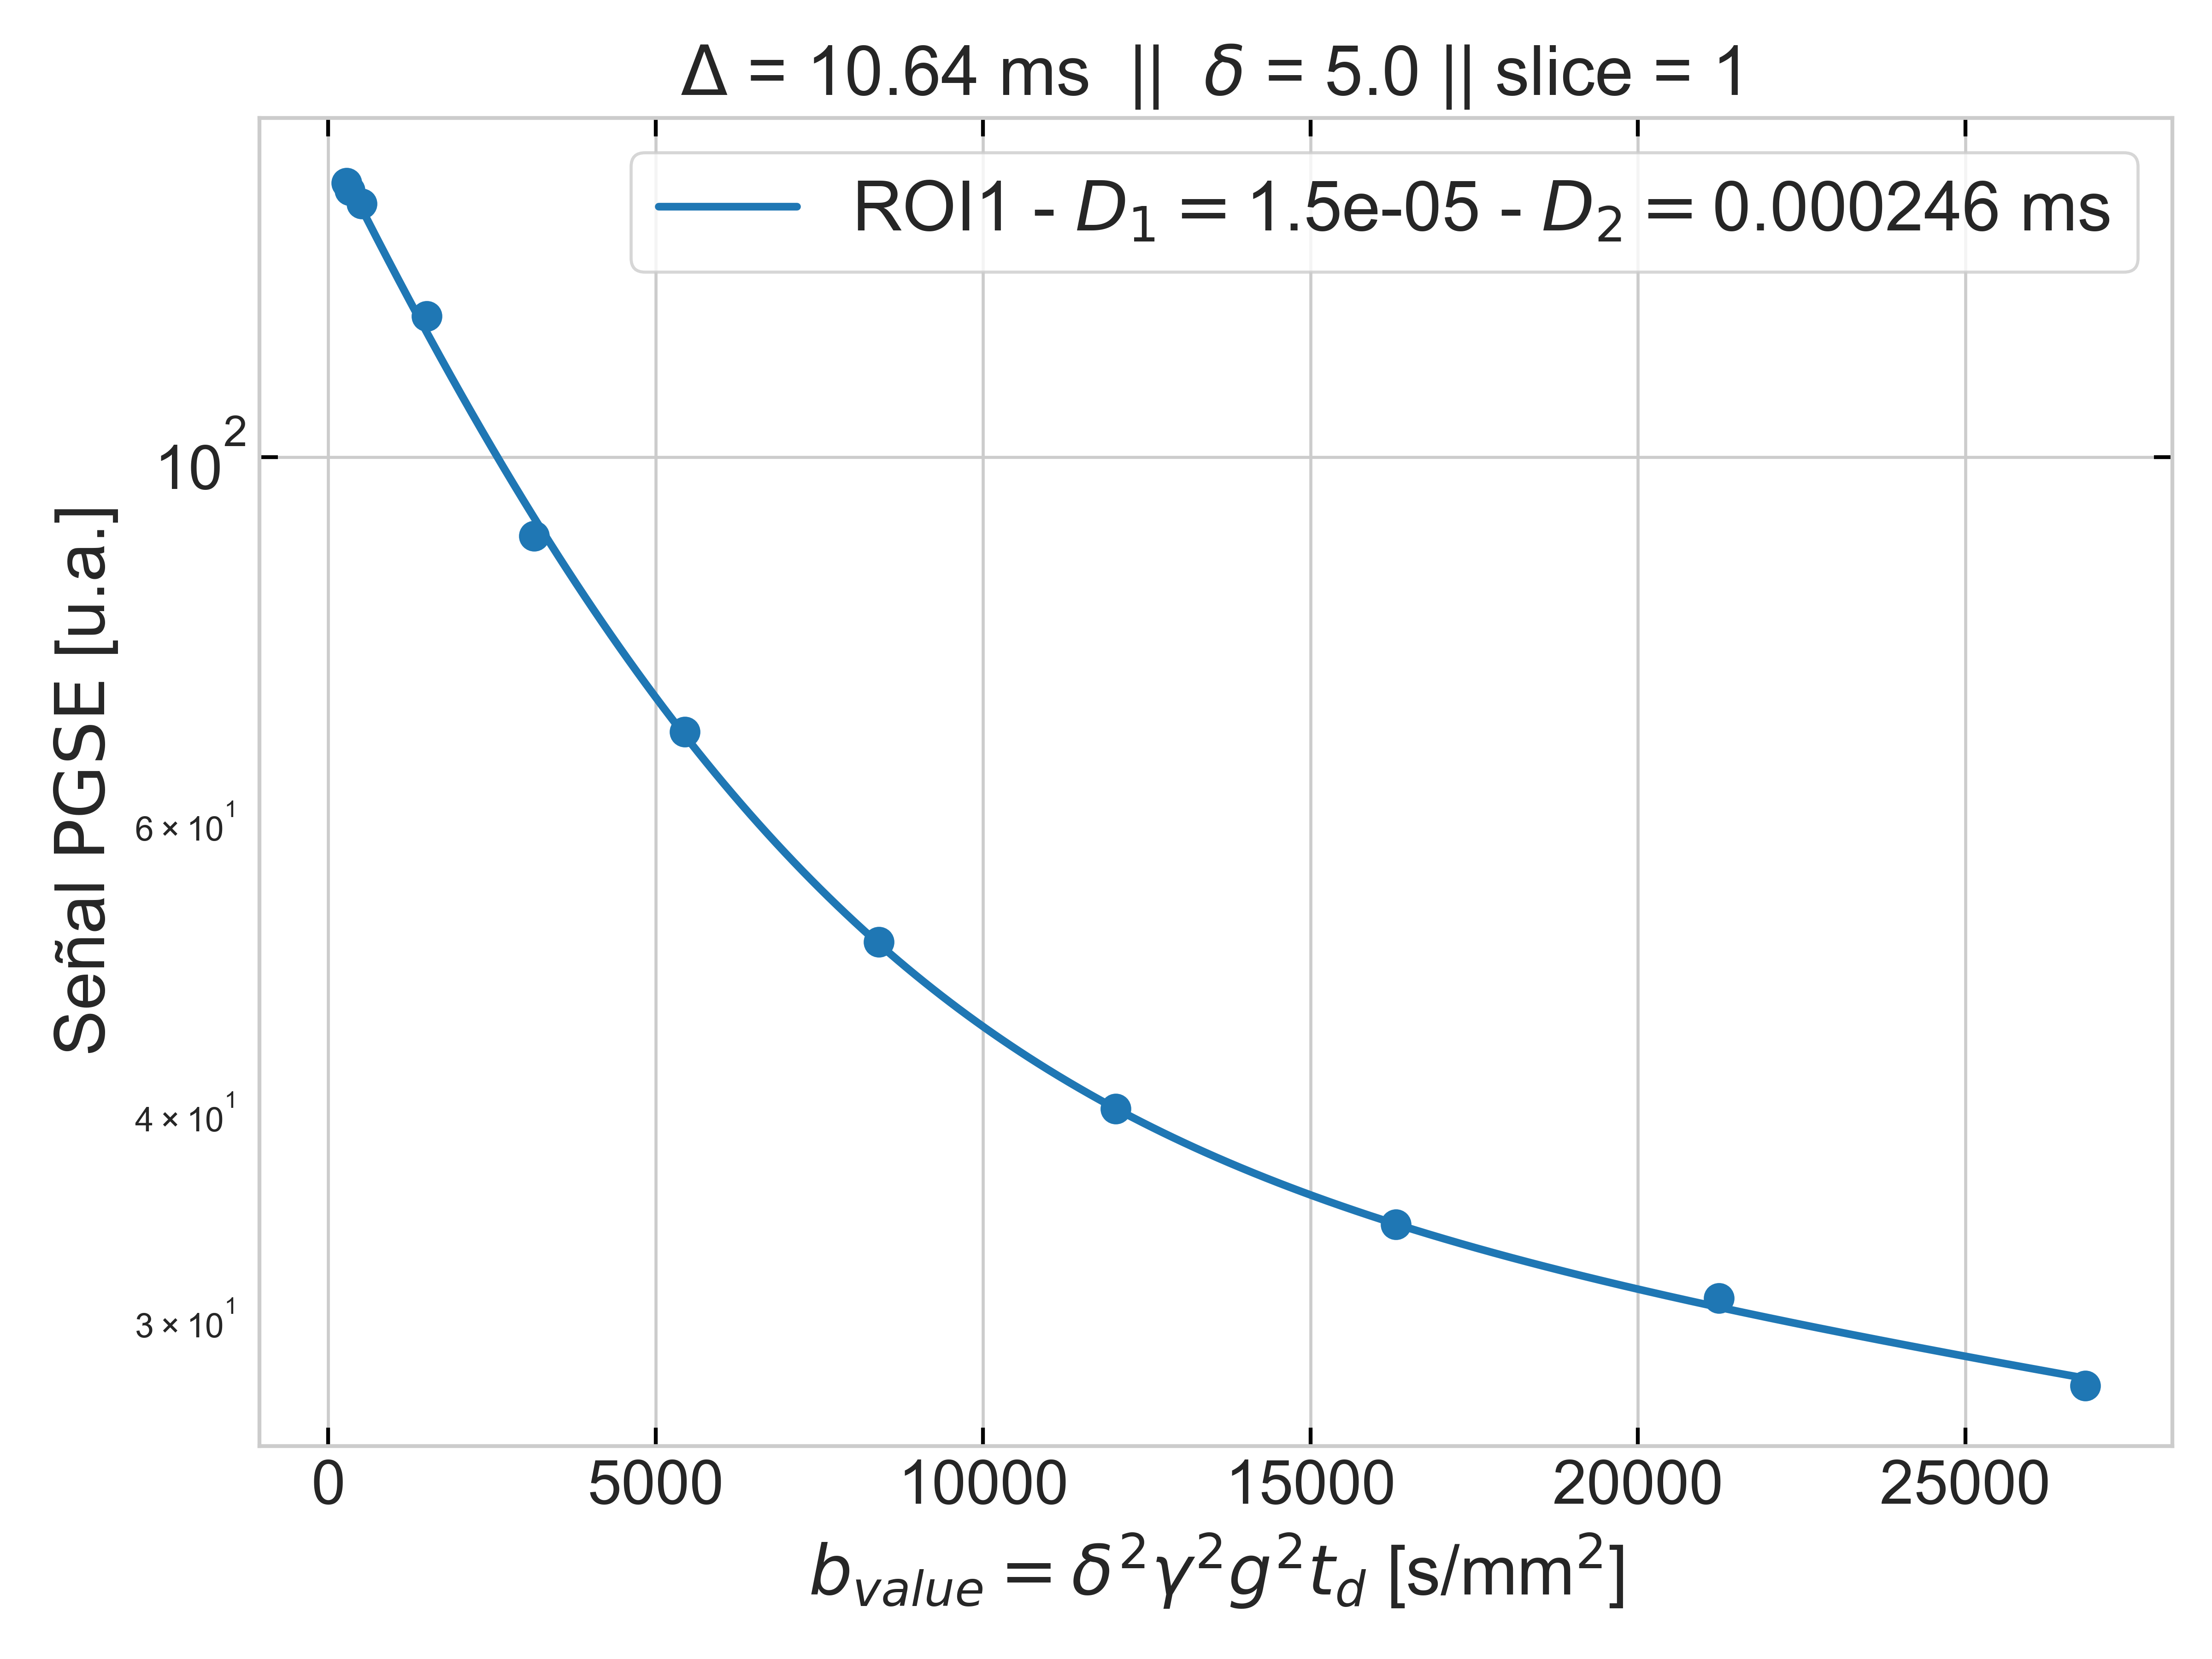 Δ = 10.64 ms || δ = 5.0 || slice = 1
ROI1 - D₁ = 1.5e-05 - D₂ = 0.000246 ms
Señal PGSE [u.a.]
10²
6 × 10¹
4 × 10¹
3 × 10¹
0 5000 10000 15000 20000 25000
b_value = δ²γ²g²t_d [s/mm²]